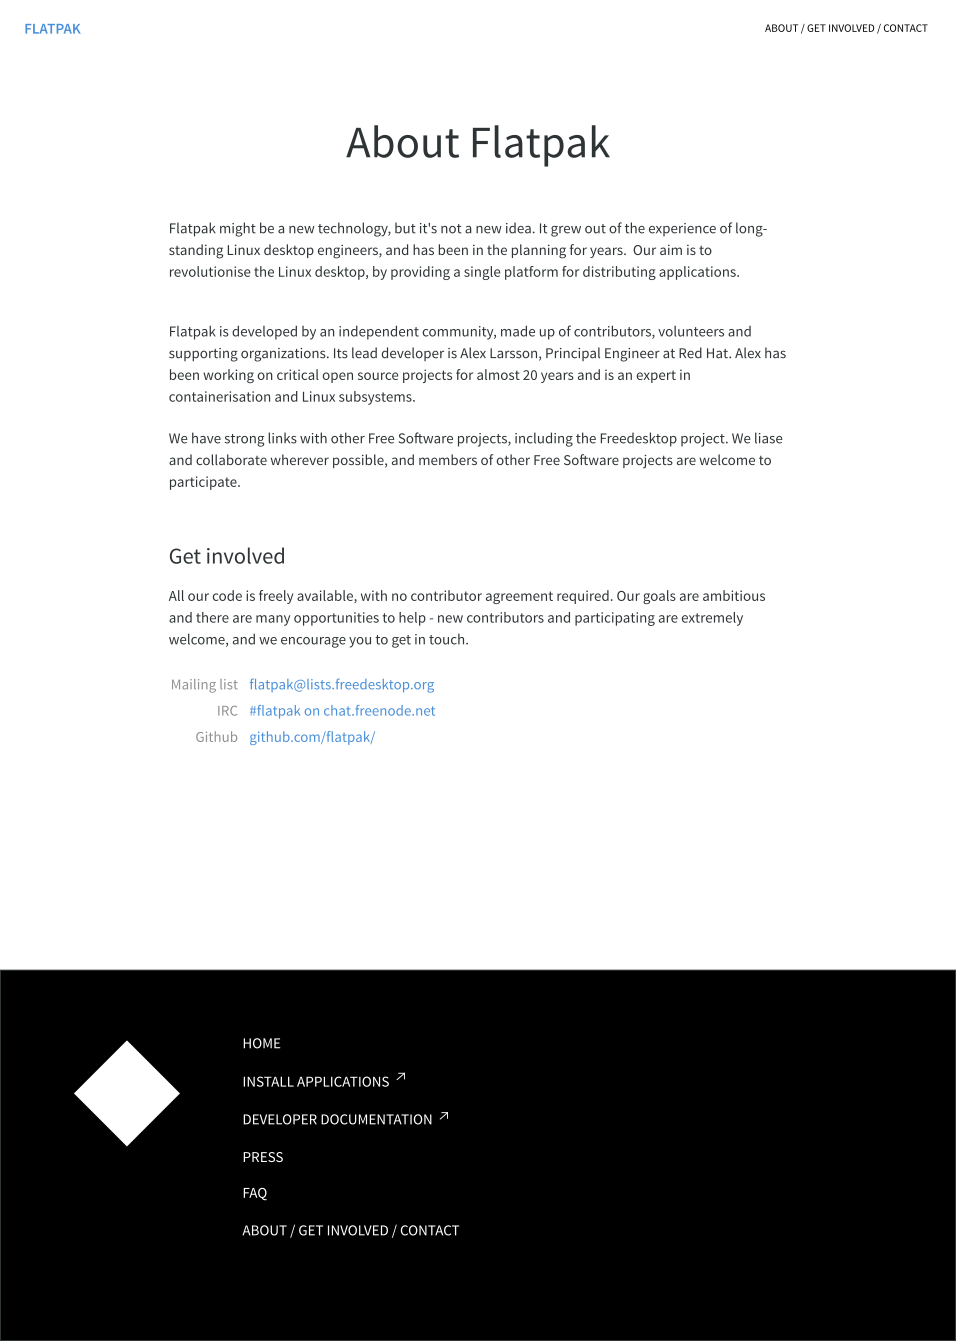 FLATPAK
ABOUT / GET INVOLVED / CONTACT
About Flatpak
Flatpak might be a new technology, but it's not a new idea. It grew out of the experience of long-
standing Linux desktop engineers, and has been in the planning for years.  Our aim is to
revolutionise the Linux desktop, by providing a single platform for distributing applications.
Flatpak is developed by an independent community, made up of contributors, volunteers and
supporting organizations. Its lead developer is Alex Larsson, Principal Engineer at Red Hat. Alex has
been working on critical open source projects for almost 20 years and is an expert in
containerisation and Linux subsystems.
We have strong links with other Free Software projects, including the Freedesktop project. We liase
and collaborate wherever possible, and members of other Free Software projects are welcome to
participate.
Get involved
All our code is freely available, with no contributor agreement required. Our goals are ambitious
and there are many opportunities to help - new contributors and participating are extremely
welcome, and we encourage you to get in touch.
Mailing list flatpak@lists.freedesktop.org
IRC #flatpak on chat.freenode.net
Github github.com/flatpak/
HOME
INSTALL APPLICATIONS
DEVELOPER DOCUMENTATION
PRESS
FAQ
ABOUT / GET INVOLVED / CONTACT